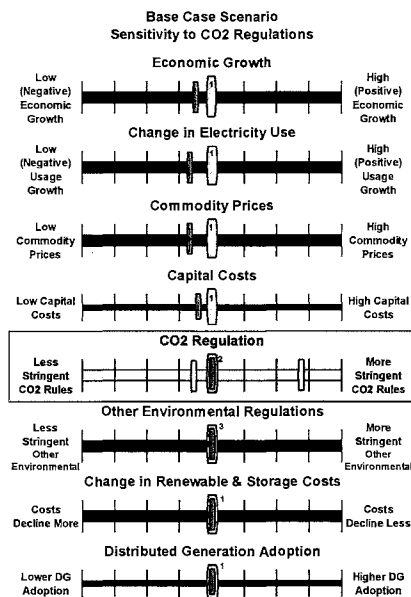 Base Case Scenario
Sensitivity to CO2 Regulations
Economic Growth
Low
(Negative)
Economic
Growth
1
High
(Positive)
Economic
Growth
Change in Electricity Use
Low
(Negative)
Usage
Growth
1
High
(Positive)
Usage
Growth
Commodity Prices
Low
Commodity
Prices
1
High
Commodity
Prices
Capital Costs
Low Capital
Costs
1
High Capital
Costs
CO2 Regulation
Less
Stringent
CO2 Rules
2
More
Stringent
CO2 Rules
Other Environmental Regulations
Less
Stringent
Other
Environmental
3
More
Stringent
Other
Environmental
Change in Renewable & Storage Costs
Costs
Decline More
1
Costs
Decline Less
Distributed Generation Adoption
Lower DG
Adoption
1
Higher DG
Adoption